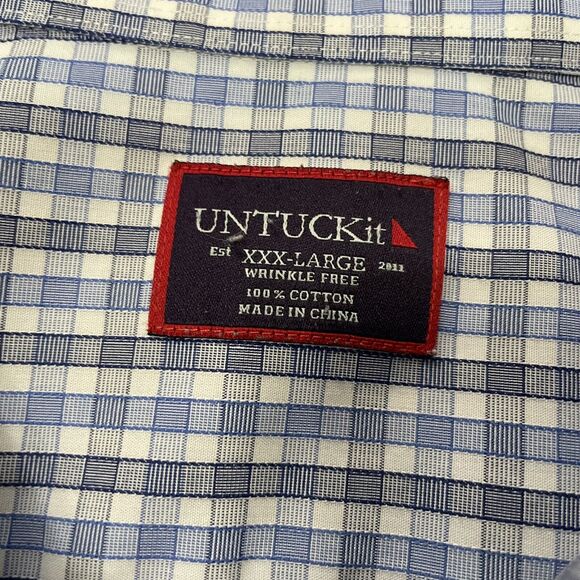 UNTUCKit
Est XXX-LARGE 2011
WRINKLE FREE
100% COTTON
MADE IN CHINA